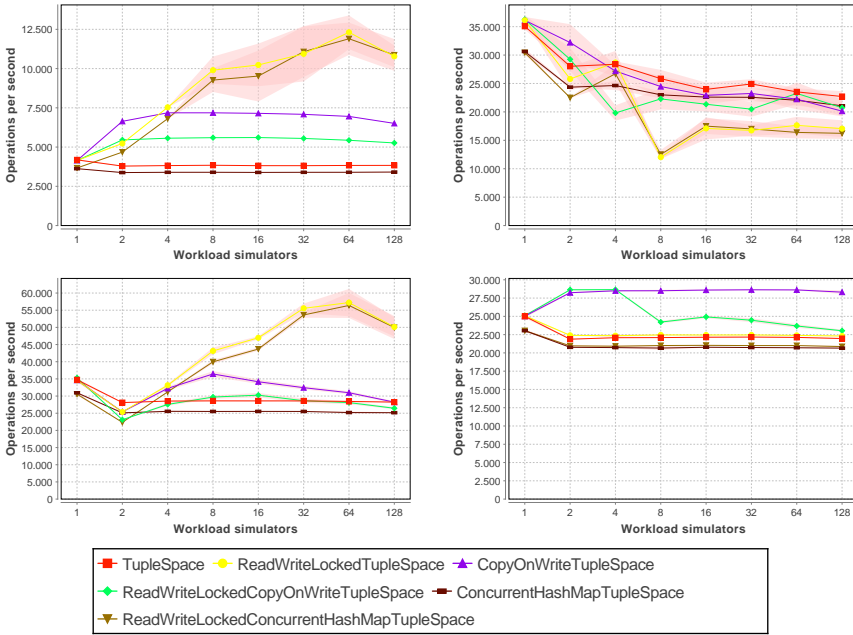 Operations per second
12.500
10.000
7.500
5.000
2.500
0
1 2 4 8 16 32 64 128
Workload simulators
Operations per second
35.000
30.000
25.000
20.000
15.000
10.000
5.000
0
1 2 4 8 16 32 64 128
Workload simulators
Operations per second
60.000
55.000
50.000
45.000
40.000
35.000
30.000
25.000
20.000
15.000
10.000
5.000
0
1 2 4 8 16 32 64 128
Workload simulators
Operations per second
30.000
27.500
25.000
22.500
20.000
17.500
15.000
12.500
10.000
7.500
5.000
2.500
0
1 2 4 8 16 32 64 128
Workload simulators
TupleSpace ReadWriteLockedTupleSpace CopyOnWriteTupleSpace
ReadWriteLockedCopyOnWriteTupleSpace ConcurrentHashMapTupleSpace
ReadWriteLockedConcurrentHashMapTupleSpace